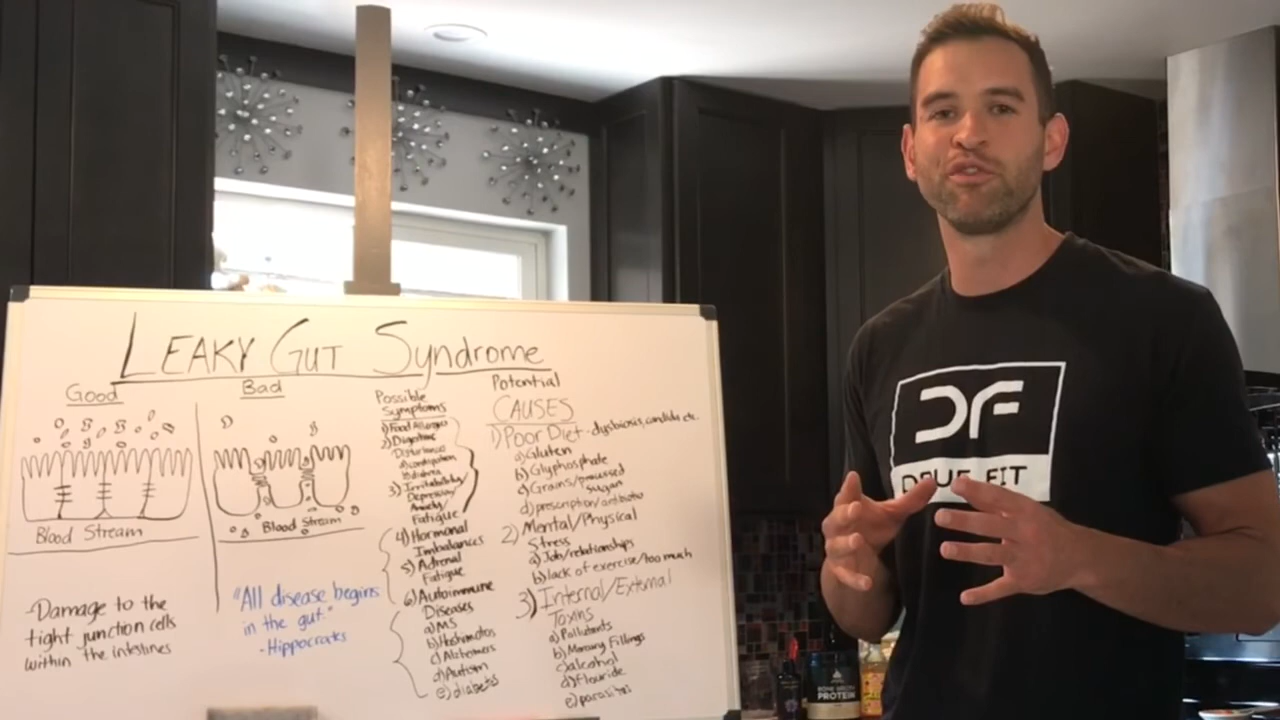 LEAKY GUT Syndrome
Good
Blood Stream
-Damage to the
tight junction cells
within the intestines
Bad
Blood Stream
"All disease begins
in the gut."
-Hippocrates
Possible
Symptoms
1) Food Allergies
2) Digestive
Disturbances
a) constipation
b) diahrea
3) Irritability
Depression
Anxiety
Fatigue
4) Hormonal
Imbalances
5) Adrenal
Fatigue
6) Autoimmune
Diseases
a) MS
b) Hashimotos
c) Alzheimers
d) Autism
e) diabetes
Potential
CAUSES
1) Poor Diet - dysbiosis, candida etc.
a) Gluten
b) Glyphosphate
c) Grains/processed
sugar
d) prescription/antibiotic
2) Mental/Physical
Stress
a) Job/relationships
b) lack of exercise/too much
3) Internal/External
Toxins
a) Pollutants
b) Mercury Fillings
c) alcohol
d) Flouride
e) parasites
DF
FIT
BONE BROTH
PROTEIN